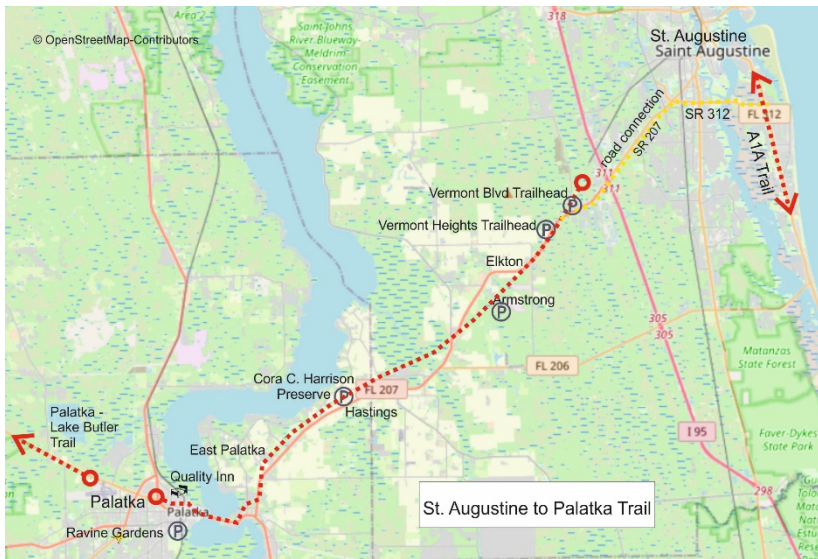 Area 2
© OpenStreetMap-Contributors
Saint-Johns
River Blueway-
Meldrim
Conservation
Easement
318
St. Augustine
Saint Augustine
SR 312
FL 312
A1A Trail
road connection
SR 207
311
311
Vermont Blvd Trailhead
P
Vermont Heights Trailhead
P
Elkton
Armstrong
P
305
305
Matanzas
State Forest
FL 206
Cora C. Harrison
Preserve
P
FL 207
Hastings
Palatka -
Lake Butler
Trail
East Palatka
I 95
Faver-Dykes
State Park
Quality Inn
Palatka
Palatka
298
Ravine Gardens
P
St. Augustine to Palatka Trail